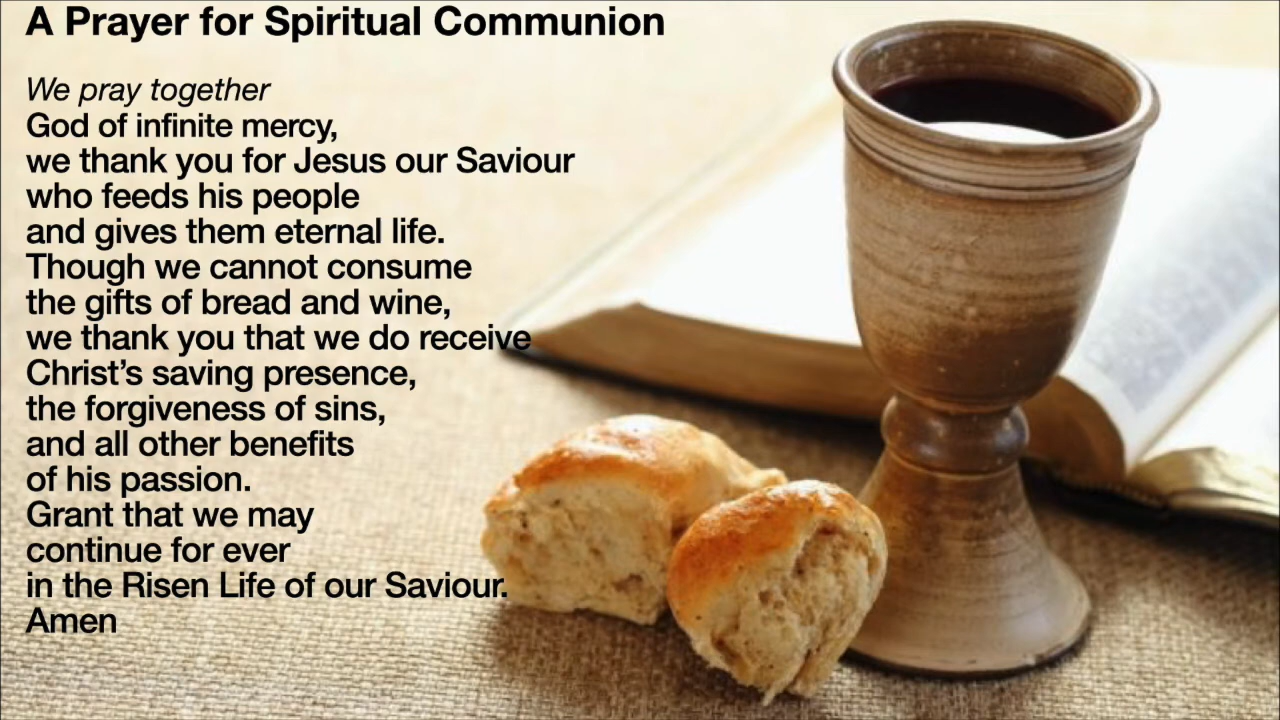 A Prayer for Spiritual Communion
We pray together
God of infinite mercy,
we thank you for Jesus our Saviour
who feeds his people
and gives them eternal life.
Though we cannot consume
the gifts of bread and wine,
we thank you that we do receive
Christ’s saving presence,
the forgiveness of sins,
and all other benefits
of his passion.
Grant that we may
continue for ever
in the Risen Life of our Saviour.
Amen